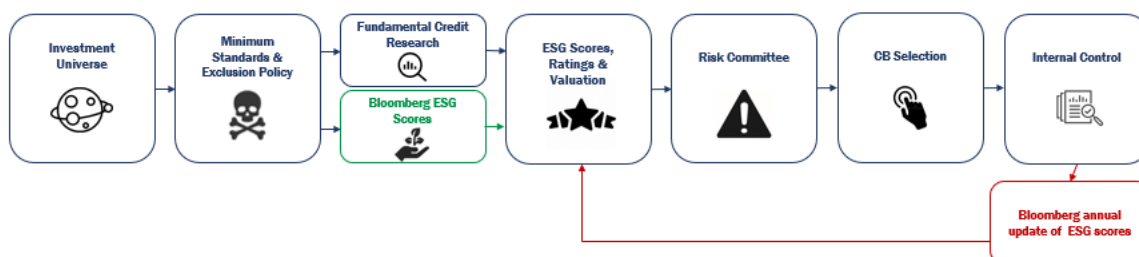 Investment
Universe
Minimum
Standards &
Exclusion Policy
Fundamental Credit
Research
Bloomberg ESG
Scores
ESG Scores,
Ratings &
Valuation
Risk Committee
CB Selection
Internal Control
Bloomberg annual
update of ESG scores